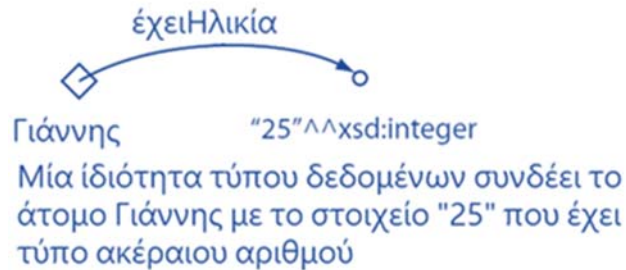 έχειΗλικία
Γιάννης "25"^^xsd:integer
Μία ίδιότητα τύπου δεδομένων συνδέει το
άτομο Γιάννης με το στοιχείο "25" που έχει
τύπο ακέραιου αριθμού